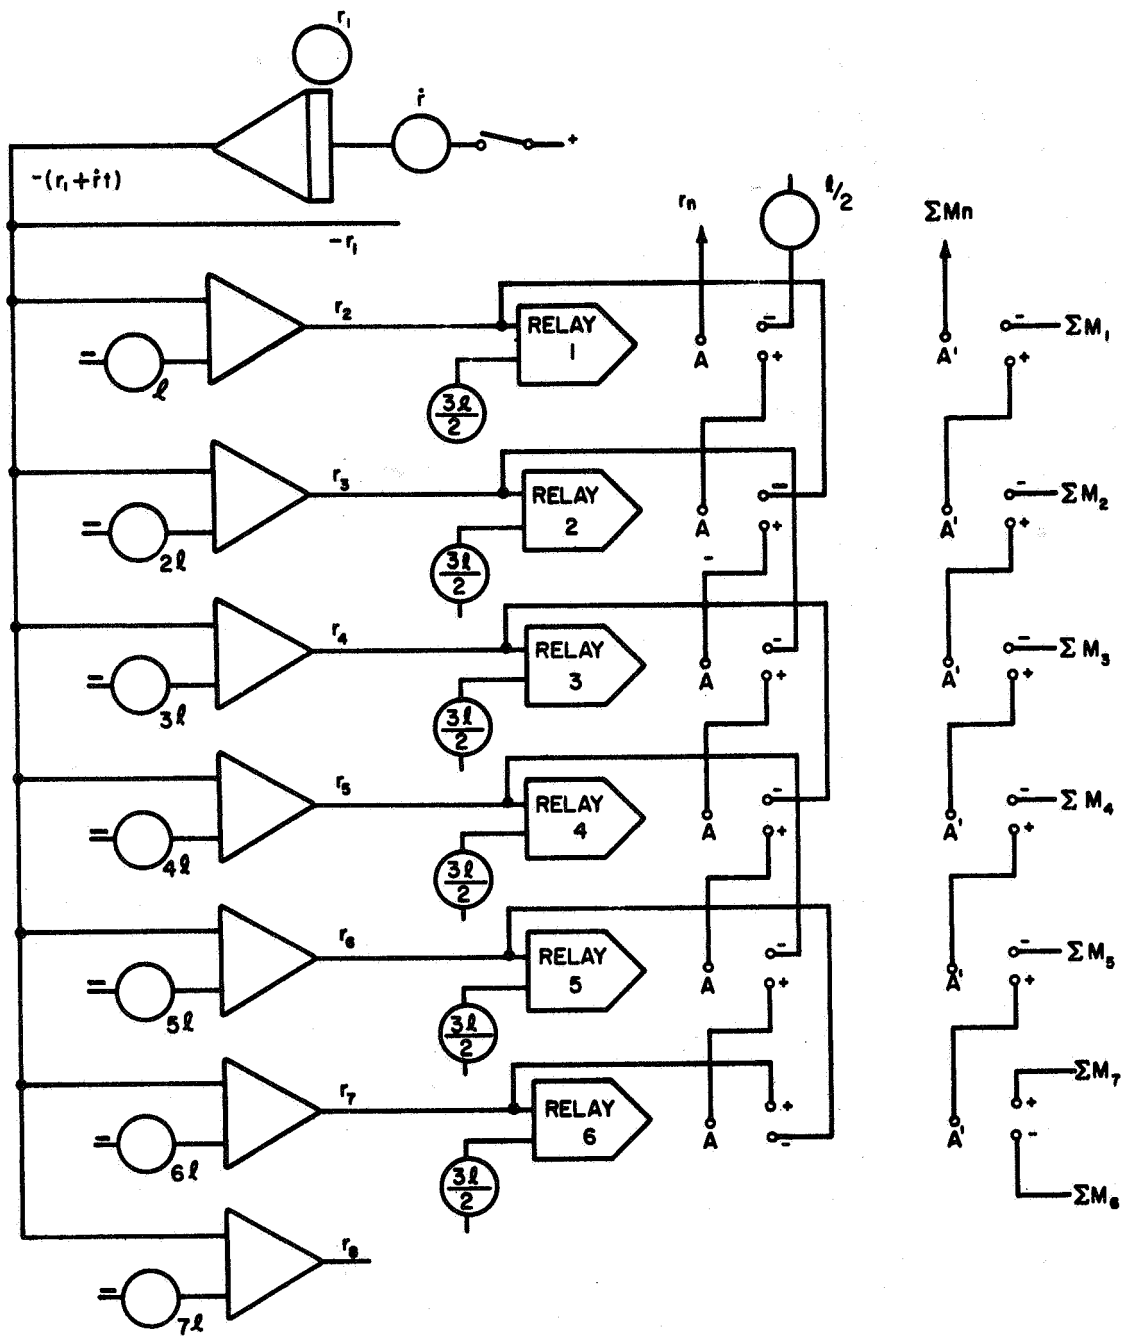 r₁
ṙ
+
-(r₁+ṙt)
-r₁
rₙ
ℓ/2
ΣMn
r₂
RELAY
1
-
A
+
A'
-
ΣM₁
+
-
ℓ
3ℓ
2
r₃
RELAY
2
-
A
+
-
A'
-
ΣM₂
+
-
2ℓ
3ℓ
2
r₄
RELAY
3
-
A
+
A'
-
ΣM₃
+
-
3ℓ
3ℓ
2
r₅
RELAY
4
-
A
+
A'
-
ΣM₄
+
-
4ℓ
3ℓ
2
r₆
RELAY
5
-
A
+
A'
-
ΣM₅
+
-
5ℓ
3ℓ
2
r₇
RELAY
6
+
A
-
A'
ΣM₇
+
-
ΣM₆
-
6ℓ
3ℓ
2
r₈
-
7ℓ